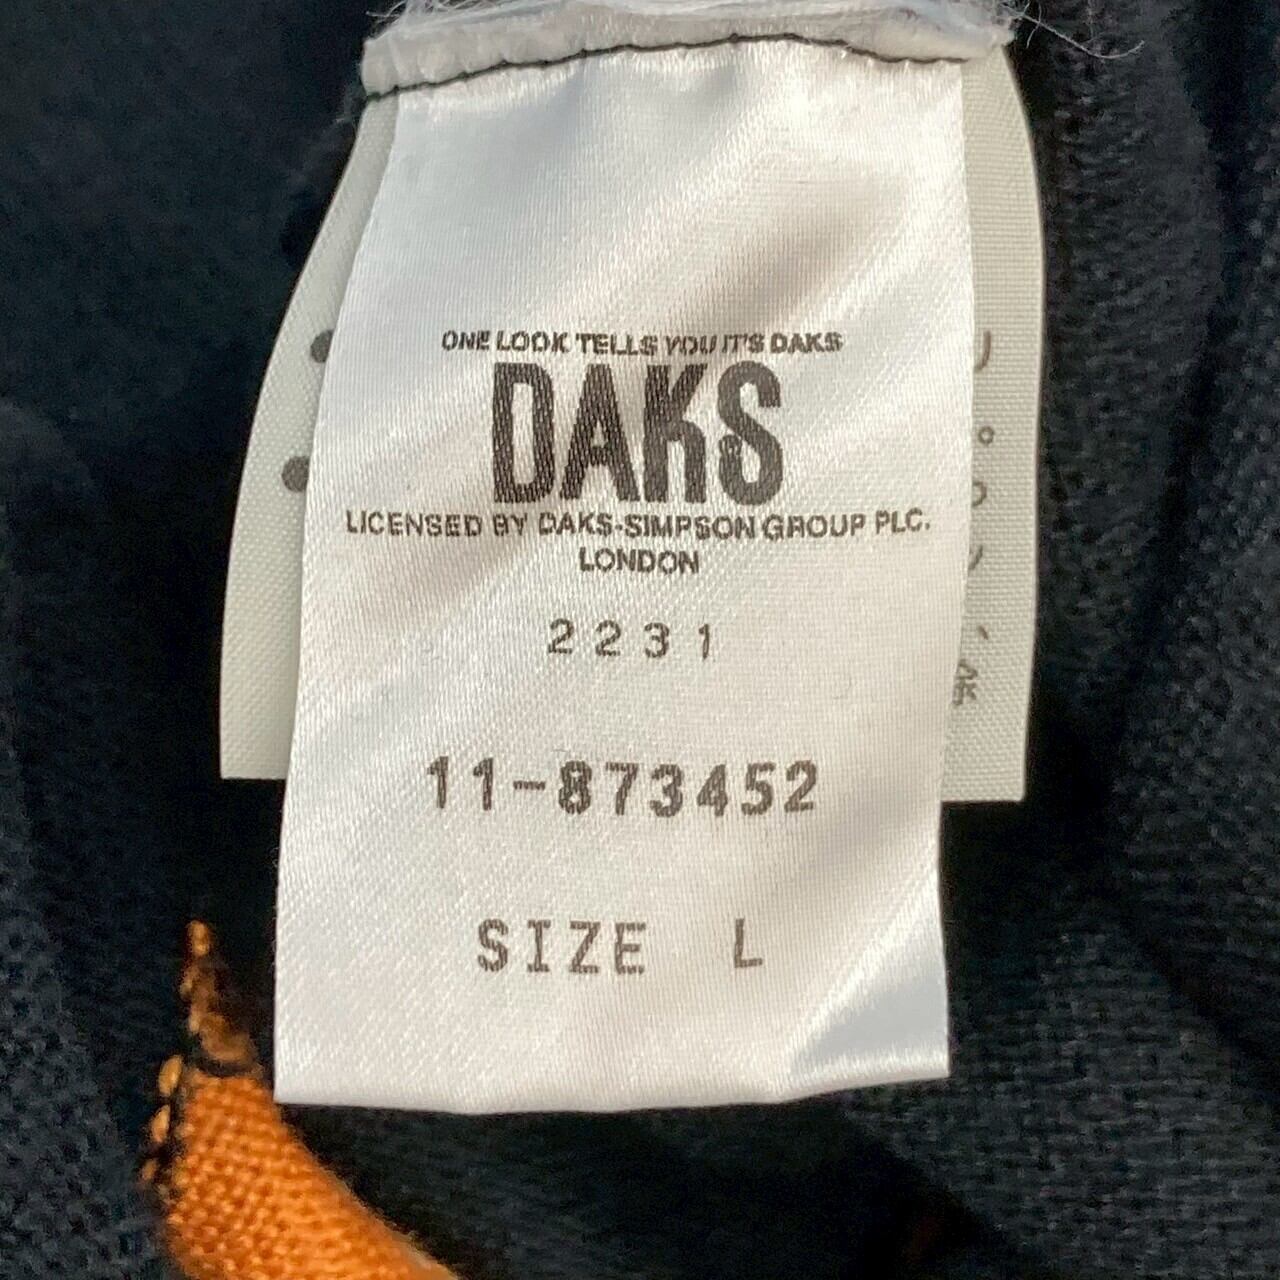 ONE LOOK TELLS YOU IT'S DAKS
DAKS
LICENSED BY DAKS-SIMPSON GROUP PLC.
LONDON
2231
11-873452
SIZE L